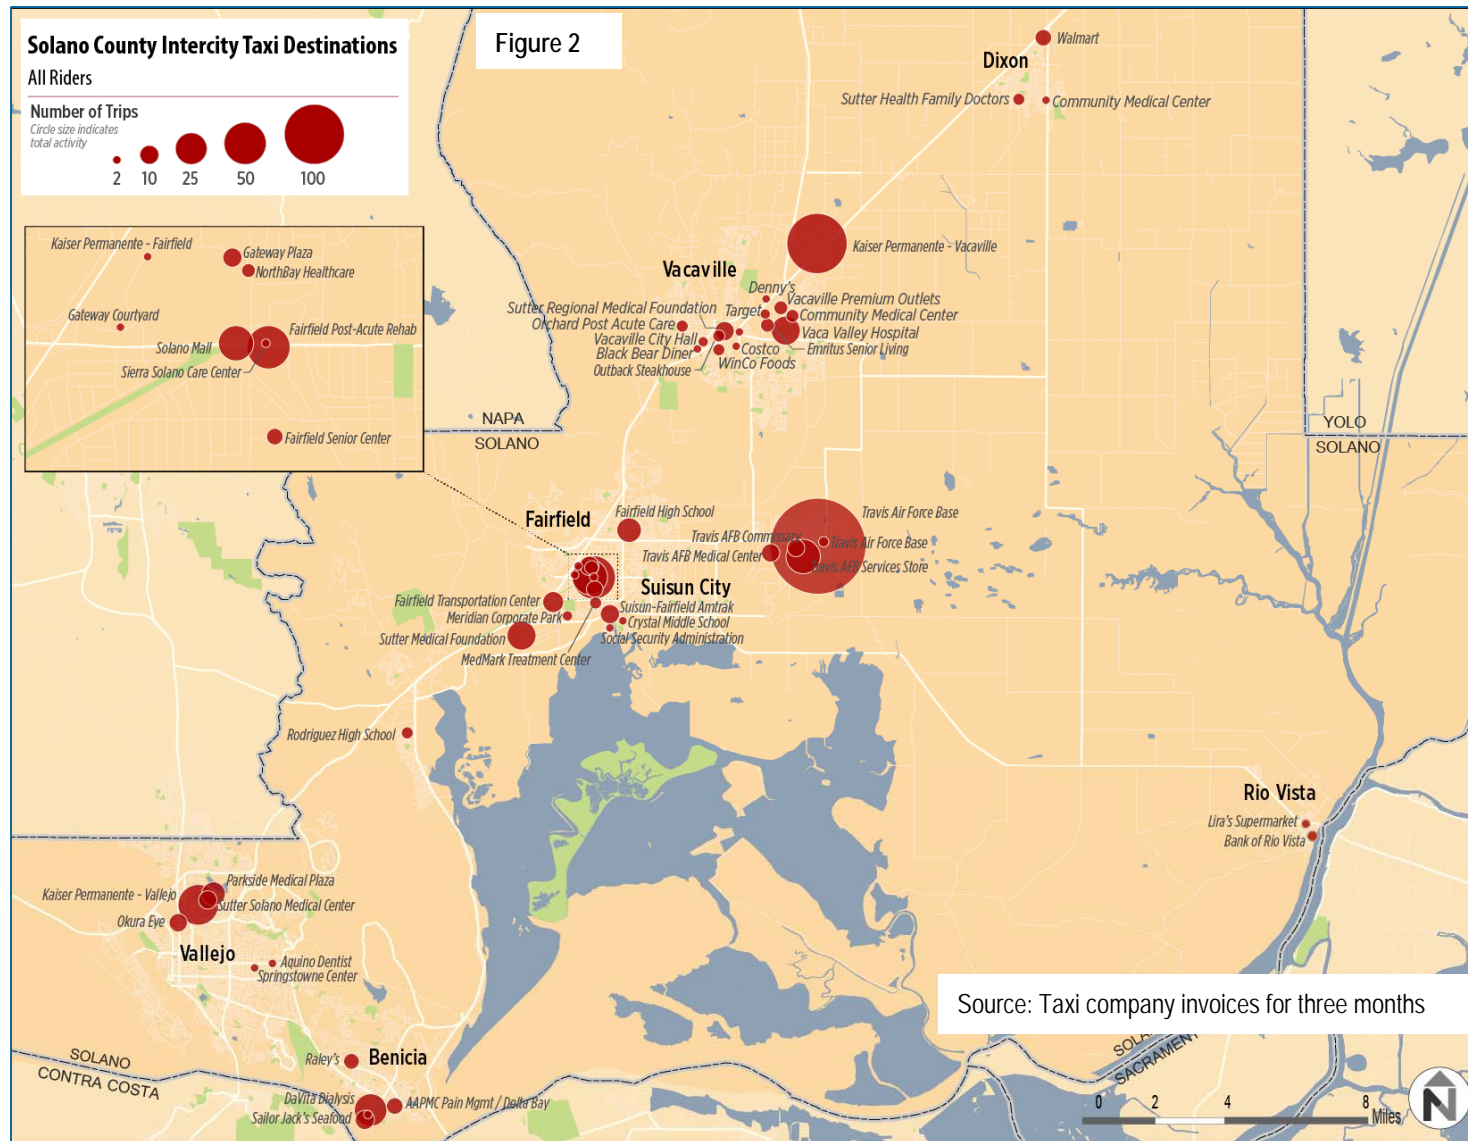 Solano County Intercity Taxi Destinations
All Riders
Number of Trips
Circle size indicates
total activity
2 10 25 50 100
Figure 2
Walmart
Dixon
Sutter Health Family Doctors
Community Medical Center
Kaiser Permanente - Fairfield
Gateway Plaza
NorthBay Healthcare
Gateway Courtyard
Fairfield Post-Acute Rehab
Solano Mall
Sierra Solano Care Center
Fairfield Senior Center
Kaiser Permanente - Vacaville
Vacaville
Denny's
Vacaville Premium Outlets
Sutter Regional Medical Foundation
Target
Community Medical Center
Orchard Post Acute Care
Vaca Valley Hospital
Vacaville City Hall
Emritus Senior Living
Black Bear Diner
Costco
WinCo Foods
Outback Steakhouse
NAPA
SOLANO
YOLO
SOLANO
Fairfield High School
Fairfield
Travis Air Force Base
Travis AFB Commissary
Travis Air Force Base
Travis AFB Medical Center
Travis AFB Services Store
Suisun City
Fairfield Transportation Center
Suisun-Fairfield Amtrak
Meridian Corporate Park
Crystal Middle School
Sutter Medical Foundation
Social Security Administration
MedMark Treatment Center
Rodriguez High School
Rio Vista
Lira's Supermarket
Bank of Rio Vista
Parkside Medical Plaza
Kaiser Permanente - Vallejo
Sutter Solano Medical Center
Okura Eye
Vallejo
Aquino Dentist
Springstowne Center
Source: Taxi company invoices for three months
Raley's
Benicia
SOLANO
CONTRA COSTA
DaVita Dialysis
AAPMC Pain Mgmt / Delta Bay
Sailor Jack's Seafood
0 2 4 8
Miles
N